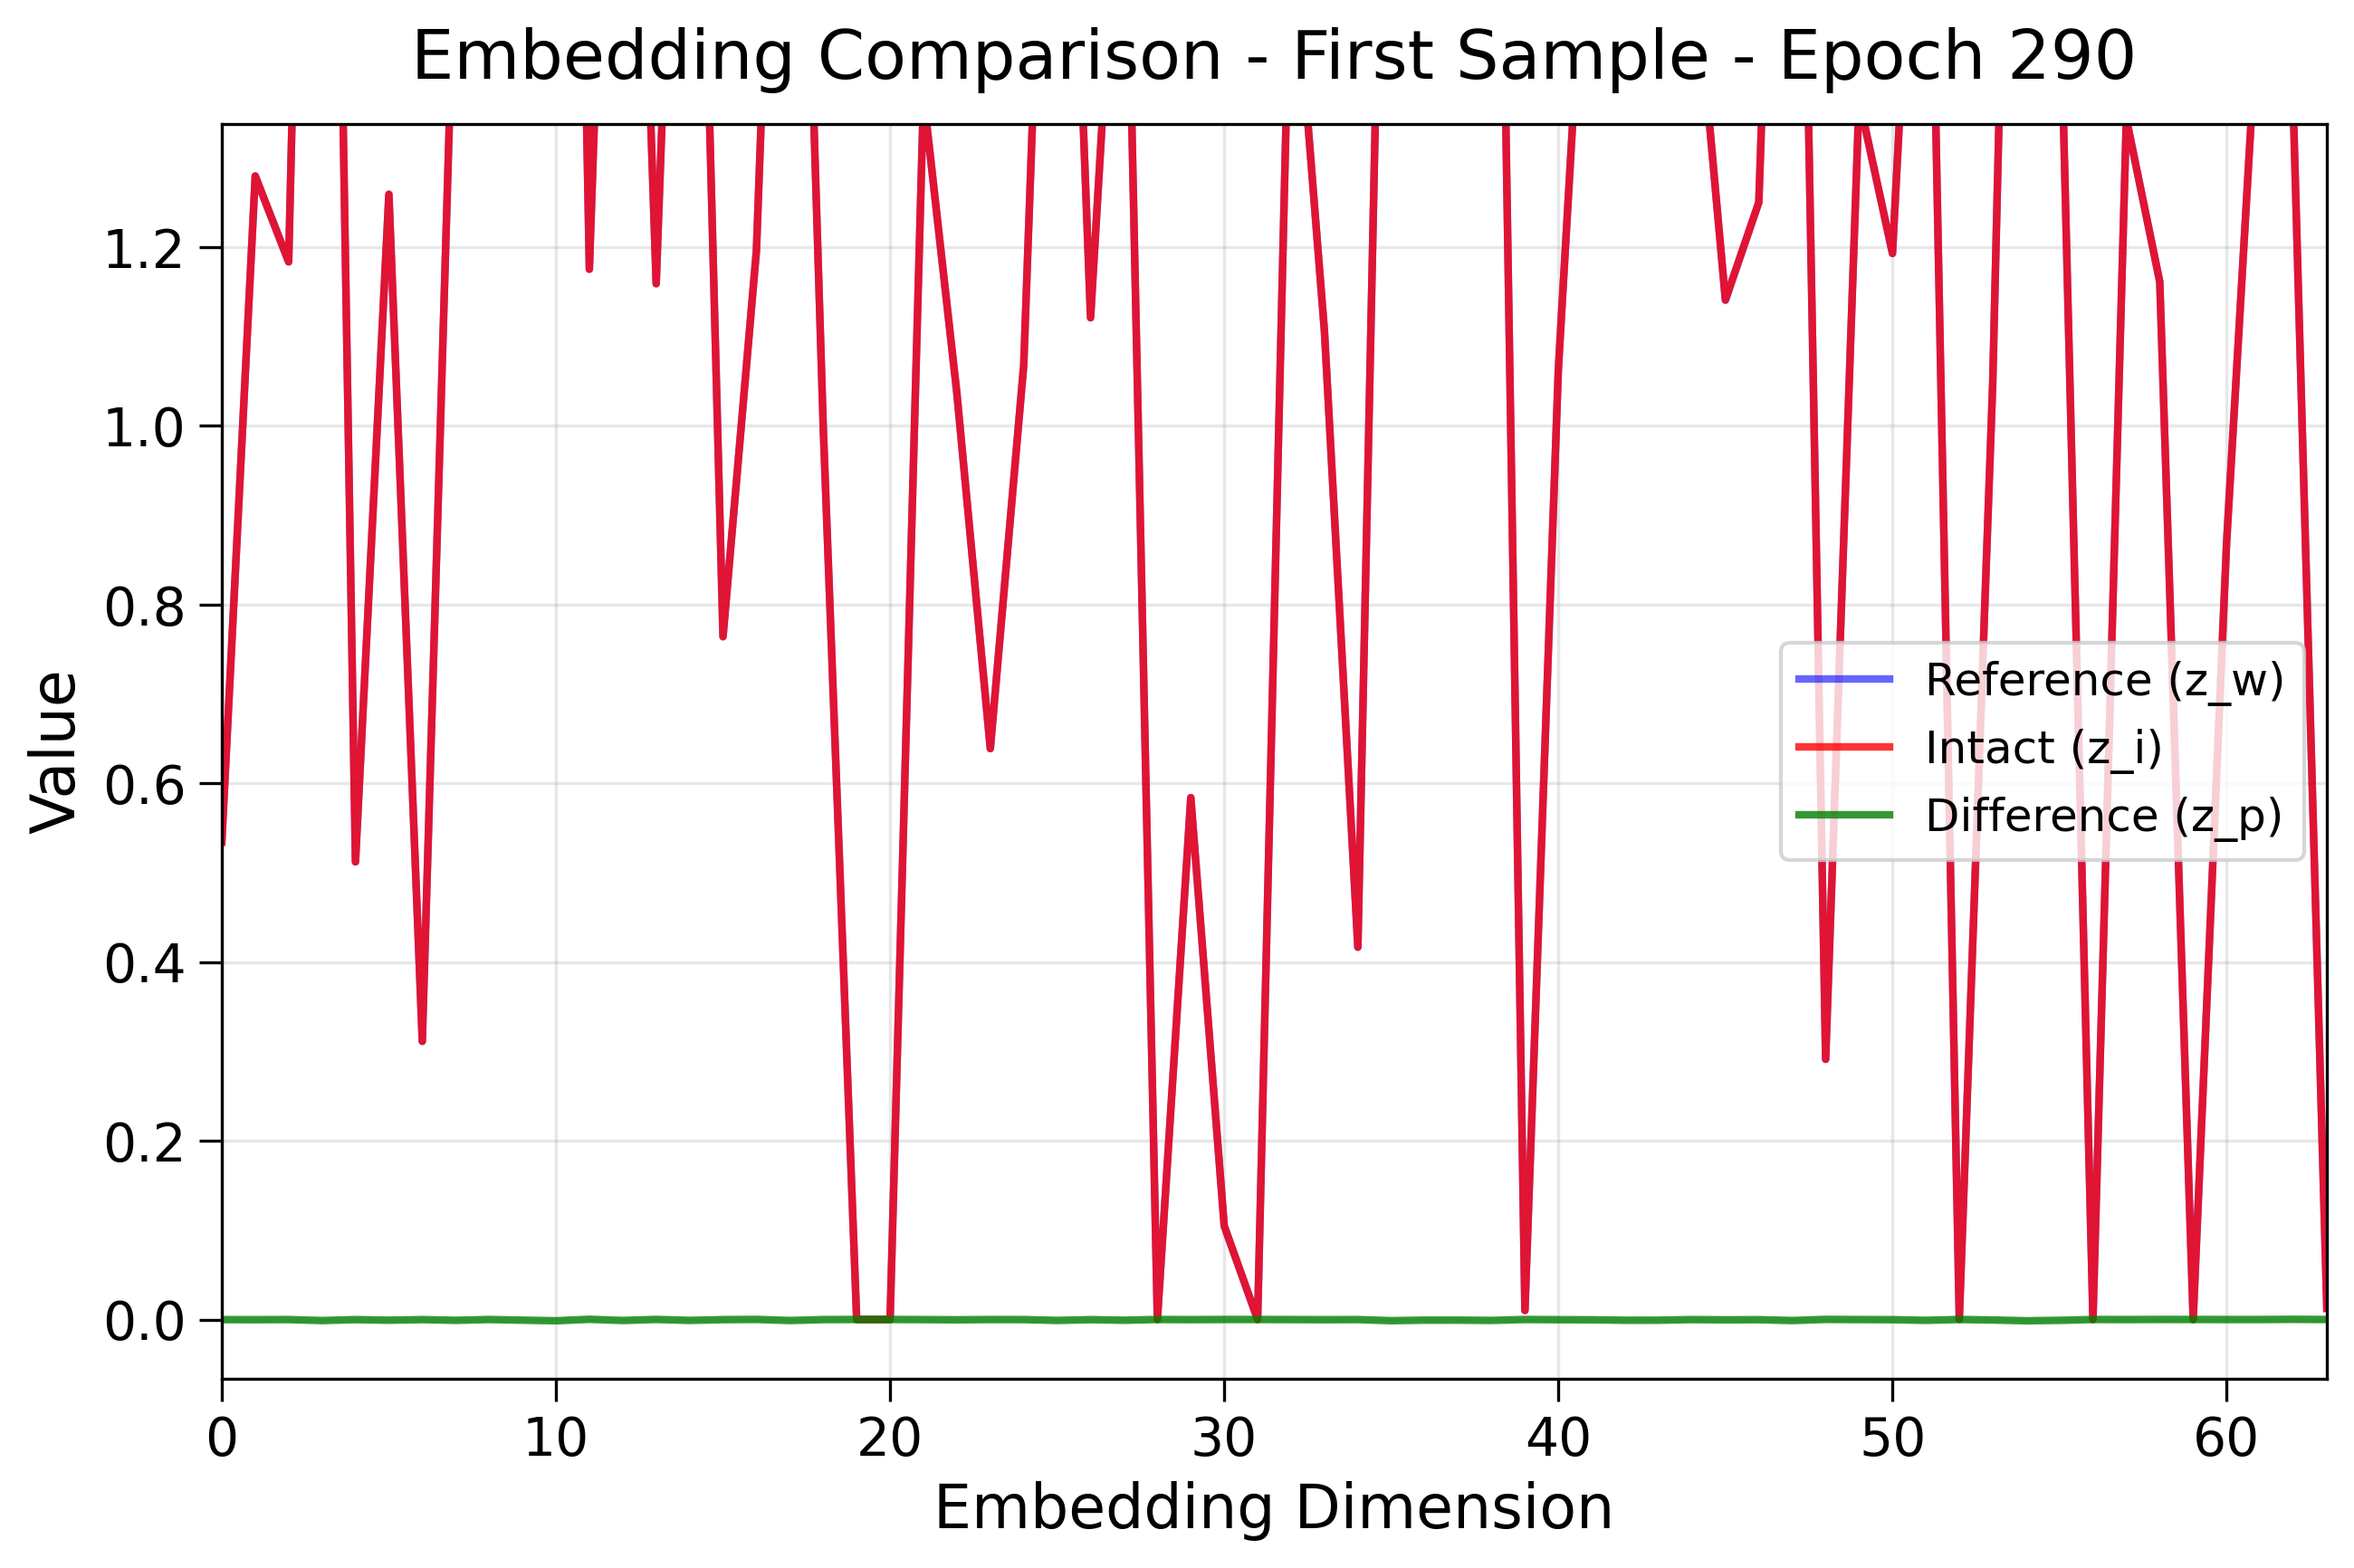 Embedding Comparison - First Sample - Epoch 290
Value
1.2
1.0
0.8
0.6
0.4
0.2
0.0
Reference (z_w)
Intact (z_i)
Difference (z_p)
0 10 20 30 40 50 60
Embedding Dimension